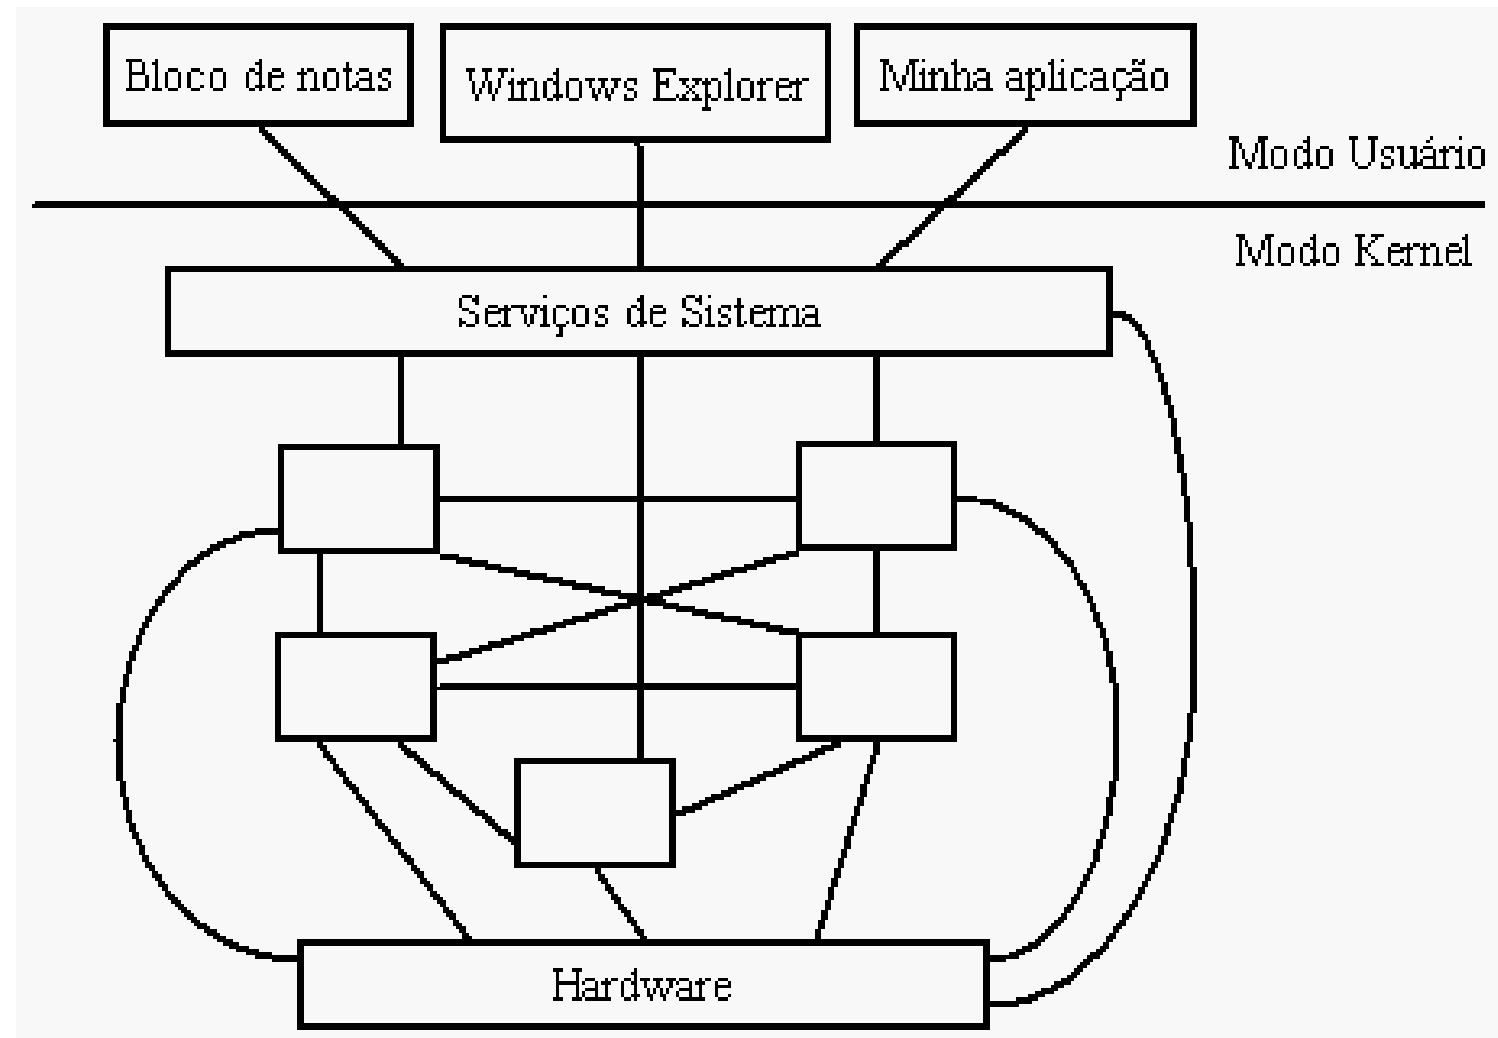 Bloco de notas
Windows Explorer
Minha aplicação
Modo Usuário
Modo Kernel
Serviços de Sistema
Hardware